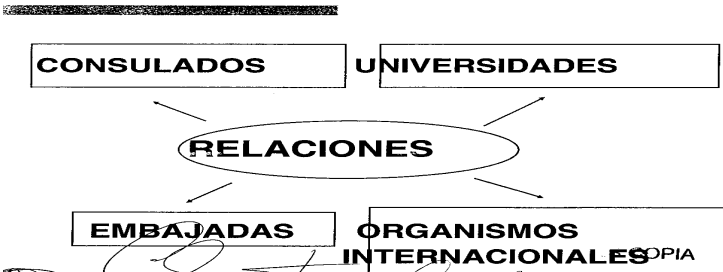 CONSULADOS UNIVERSIDADES
RELACIONES
EMBAJADAS ORGANISMOS
INTERNACIONALES
COPIA